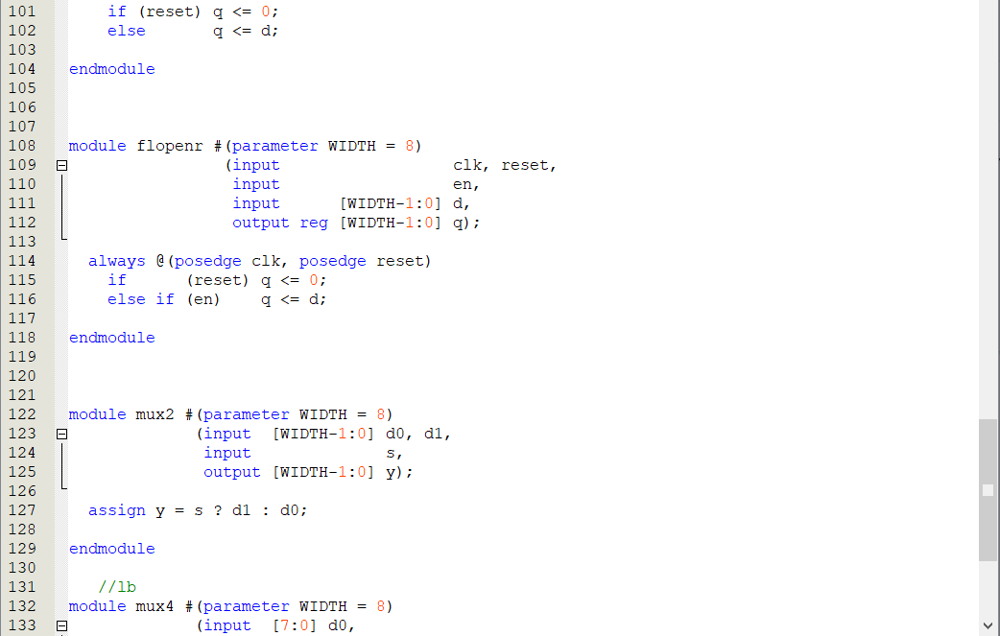 101 if (reset) q <= 0;
102 else q <= d;
103
104 endmodule
105
106
107
108 module flopenr #(parameter WIDTH = 8)
109 (input clk, reset,
110 input en,
111 input [WIDTH-1:0] d,
112 output reg [WIDTH-1:0] q);
113
114 always @(posedge clk, posedge reset)
115 if (reset) q <= 0;
116 else if (en) q <= d;
117
118 endmodule
119
120
121
122 module mux2 #(parameter WIDTH = 8)
123 (input [WIDTH-1:0] d0, d1,
124 input s,
125 output [WIDTH-1:0] y);
126
127 assign y = s ? d1 : d0;
128
129 endmodule
130
131 //lb
132 module mux4 #(parameter WIDTH = 8)
133 (input [7:0] d0,